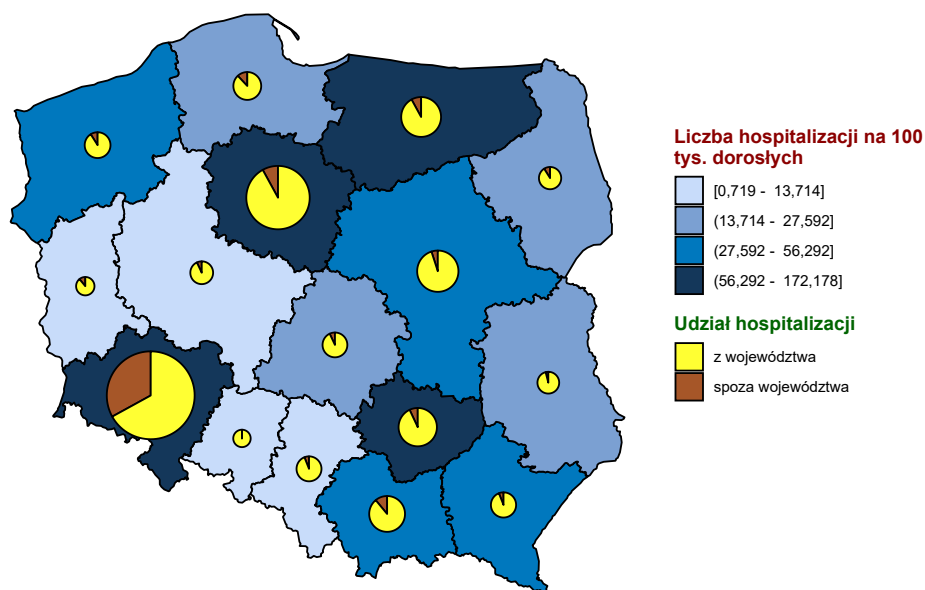 Liczba hospitalizacji na 100
tys. dorosłych
[0,719 - 13,714]
(13,714 - 27,592]
(27,592 - 56,292]
(56,292 - 172,178]
Udział hospitalizacji
z województwa
spoza województwa